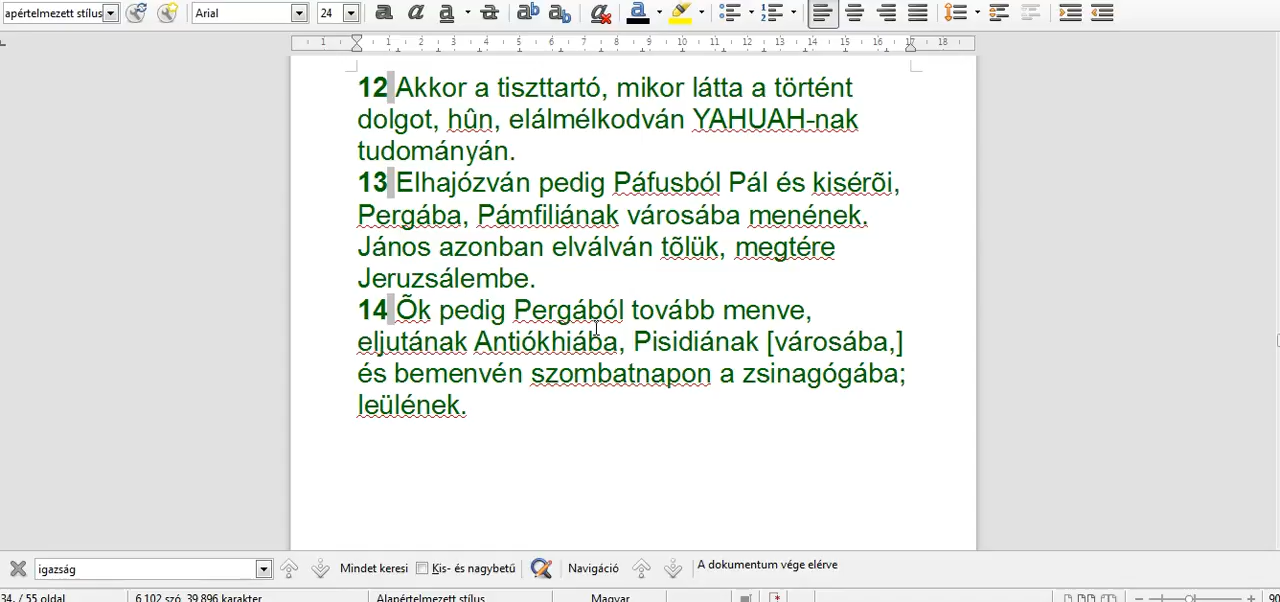 apértelmezett stílus Arial 24
1 1 2 3 4 5 6 7 8 9 10 11 12 13 14 15 16 17 18
12 Akkor a tiszttartó, mikor látta a történt
dolgot, hûn, elálmélkodván YAHUAH-nak
tudományán.
13 Elhajózván pedig Páfusból Pál és kisérõi,
Pergába, Pámfiliának városába menének.
János azonban elválván tõlük, megtére
Jeruzsálembe.
14 Õk pedig Pergából tovább menve,
eljutának Antiókhiába, Pisidiának [városába,]
és bemenvén szombatnapon a zsinagógába;
leülének.
igazság Mindet keresi Kis- és nagybetű Navigáció A dokumentum vége elérve
34. / 55 oldal 6 102 szó, 39 896 karakter Alapértelmezett stílus Magyar 90